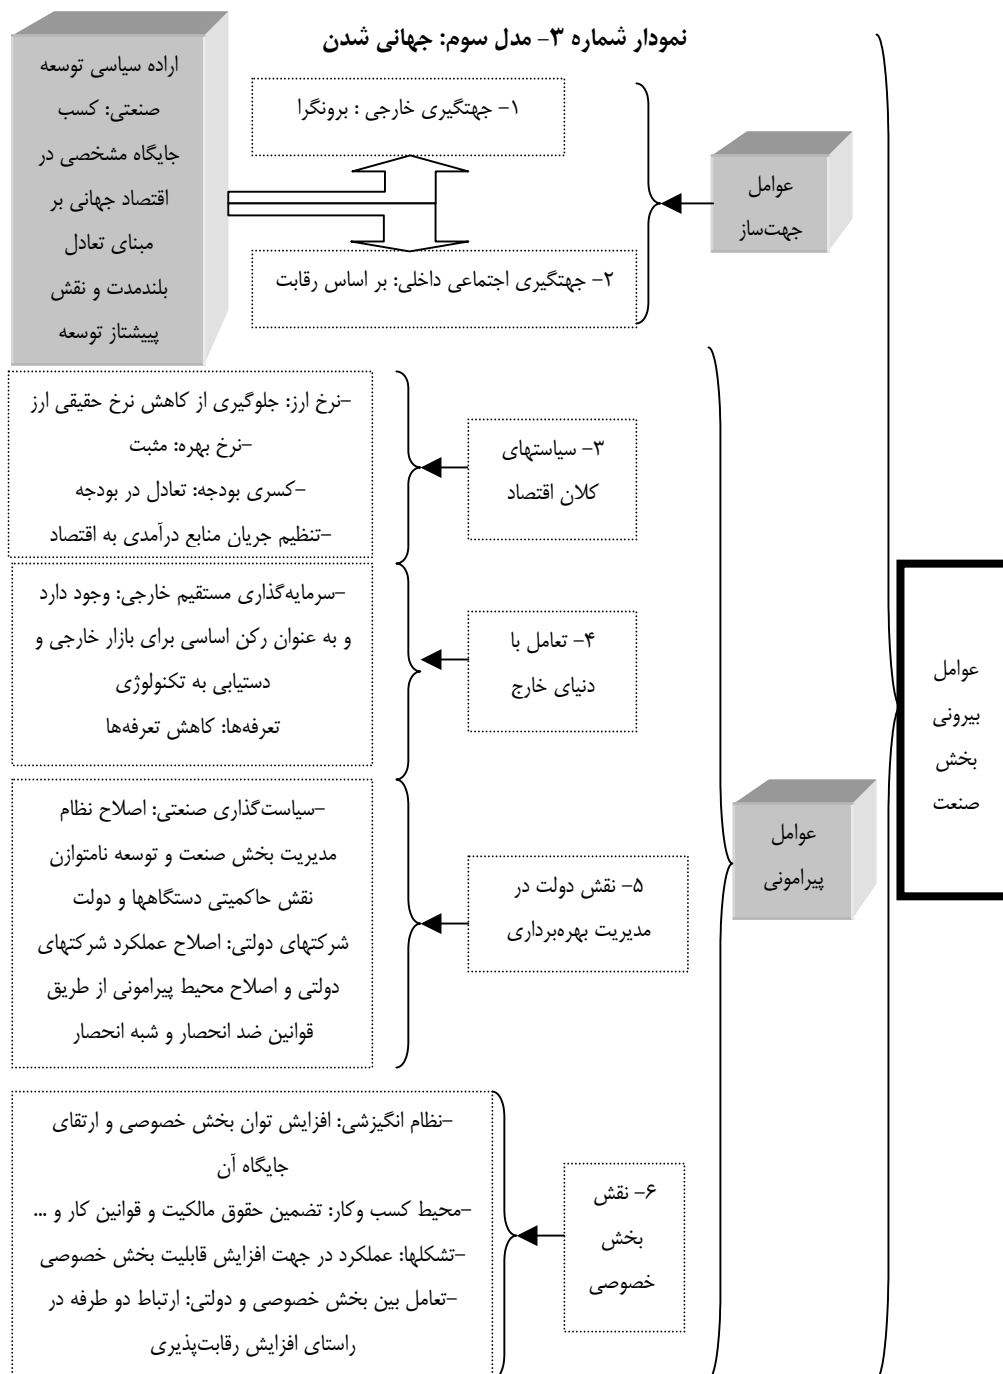 نمودار شماره ۳- مدل سوم: جهانی شدن
اراده سیاسی توسعه
صنعتی: کسب
جایگاه مشخصی در
اقتصاد جهانی بر
مبنای تعادل
بلندمدت و نقش
پییشتاز توسعه
۱- جهتگیری خارجی : برونگرا
عوامل
جهت‌ساز
۲- جهتگیری اجتماعی داخلی: بر اساس رقابت
-نرخ ارز: جلوگیری از کاهش نرخ حقیقی ارز
-نرخ بهره: مثبت
-کسری بودجه: تعادل در بودجه
-تنظیم جریان منابع درآمدی به اقتصاد
۳- سیاستهای
کلان اقتصاد
-سرمایه‌گذاری مستقیم خارجی: وجود دارد
و به عنوان رکن اساسی برای بازار خارجی و
دستیابی به تکنولوژی
تعرفه‌ها: کاهش تعرفه‌ها
۴- تعامل با
دنیای خارج
عوامل
بیرونی
بخش
صنعت
-سیاست‌گذاری صنعتی: اصلاح نظام
مدیریت بخش صنعت و توسعه نامتوازن
نقش حاکمیتی دستگاهها و دولت
شرکتهای دولتی: اصلاح عملکرد شرکتهای
دولتی و اصلاح محیط پیرامونی از طریق
قوانین ضد انحصار و شبه انحصار
۵- نقش دولت در
مدیریت بهره‌برداری
عوامل
پیرامونی
-نظام انگیزشی: افزایش توان بخش خصوصی و ارتقای
جایگاه آن
-محیط کسب وکار: تضمین حقوق مالکیت و قوانین کار و ...
-تشکلها: عملکرد در جهت افزایش قابلیت بخش خصوصی
-تعامل بین بخش خصوصی و دولتی: ارتباط دو طرفه در
راستای افزایش رقابت‌پذیری
۶- نقش
بخش
خصوصی